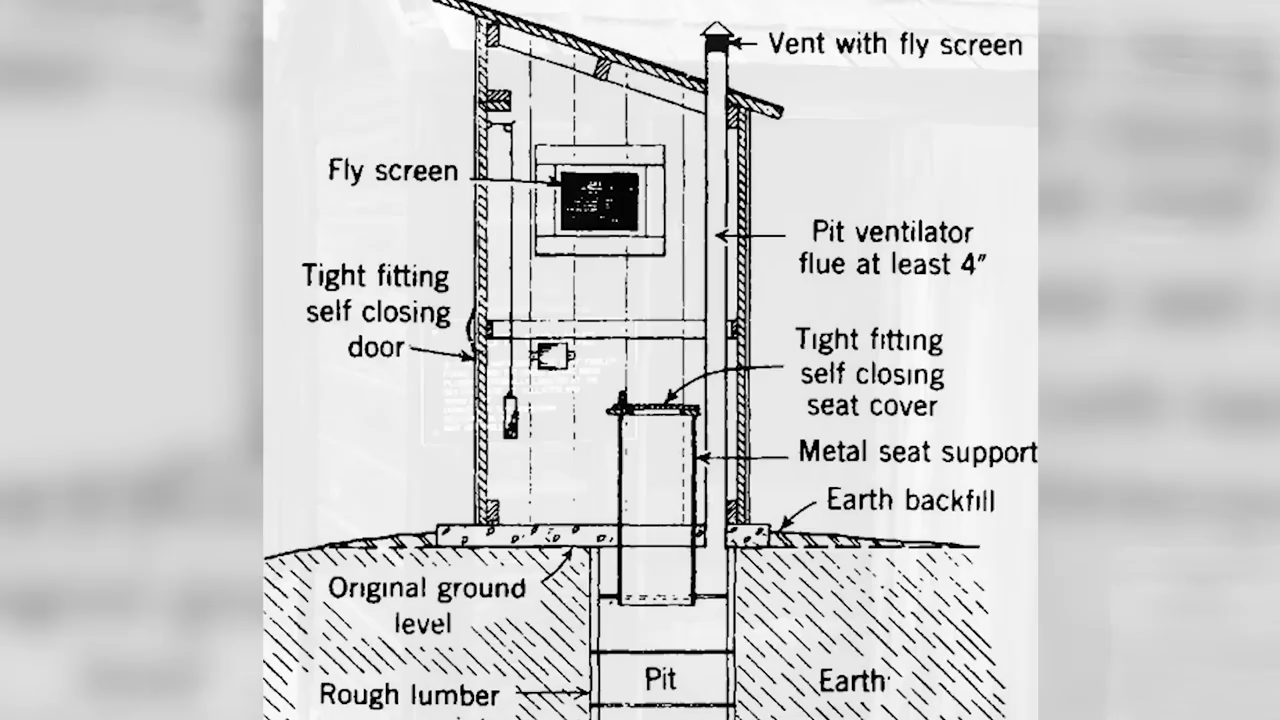 Vent with fly screen
Fly screen
Pit ventilator
flue at least 4"
Tight fitting
self closing
door
Tight fitting
self closing
seat cover
Metal seat support
Earth backfill
Original ground
level
Rough lumber
Pit
Earth